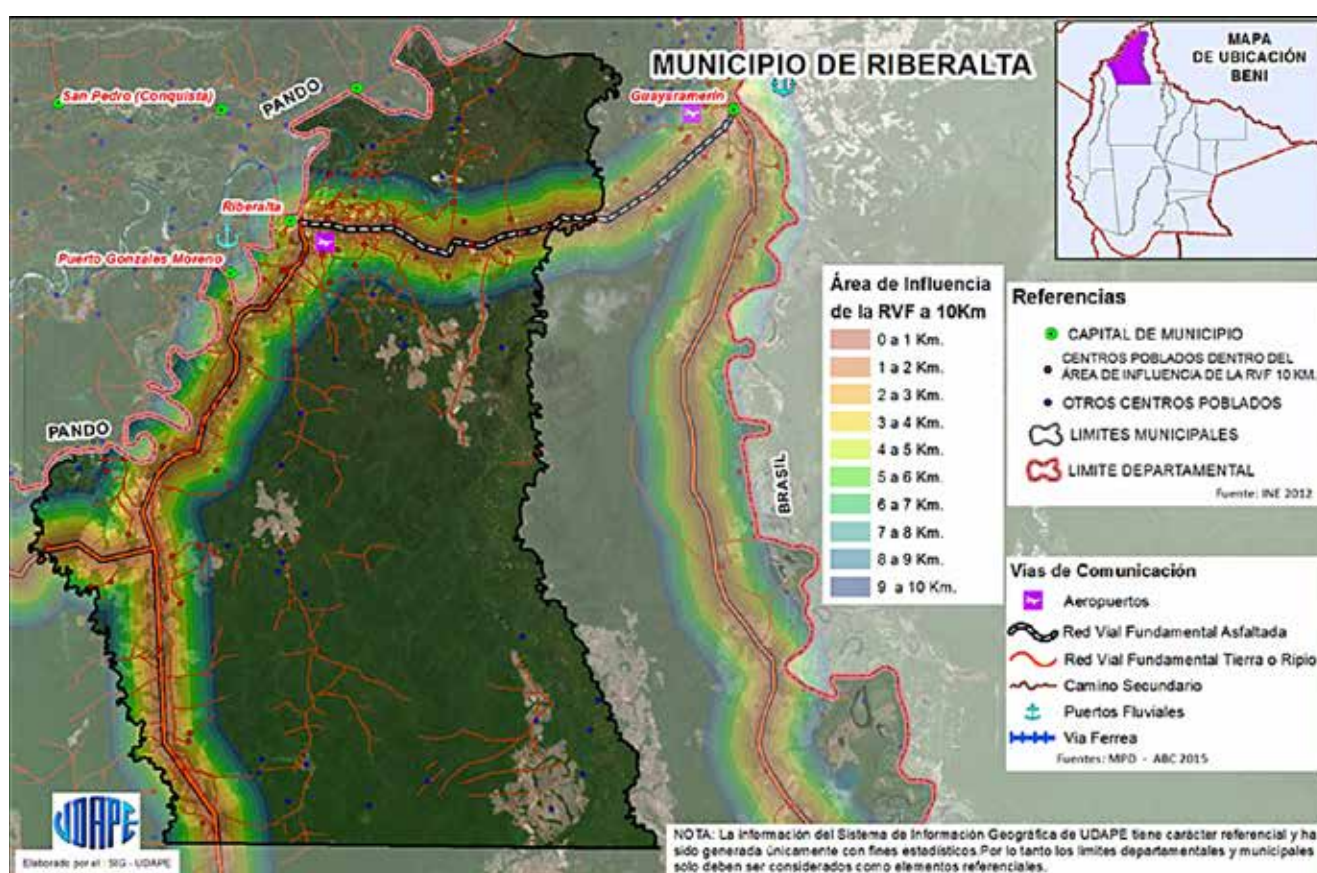 MUNICIPIO DE RIBERALTA
MAPA
DE UBICACIÓN
BENI
San Pedro (Conquista)
PANDO
Guayaramerín
Riberalta
Puerto Gonzales Moreno
PANDO
BRASIL
Área de Influencia
de la RVF a 10Km
0 a 1 Km.
1 a 2 Km.
2 a 3 Km.
3 a 4 Km.
4 a 5 Km.
5 a 6 Km.
6 a 7 Km.
7 a 8 Km.
8 a 9 Km.
9 a 10 Km.
Referencias
CAPITAL DE MUNICIPIO
CENTROS POBLADOS DENTRO DEL
ÁREA DE INFLUENCIA DE LA RVF 10 KM.
OTROS CENTROS POBLADOS
LIMITES MUNICIPALES
LIMITE DEPARTAMENTAL
Fuente: INE 2012
Vías de Comunicación
Aeropuertos
Red Vial Fundamental Asfaltada
Red Vial Fundamental Tierra o Ripio
Camino Secundario
Puertos Fluviales
Via Ferrea
Fuentes: MPD - ABC 2015
UDAPE
Elaborado por el : SIG - UDAPE
NOTA: La información del Sistema de Información Geográfica de UDAPE tiene carácter referencial y ha
sido generada únicamente con fines estadísticos.Por lo tanto los limites departamentales y municipales
solo deben ser considerados como elementos referenciales.